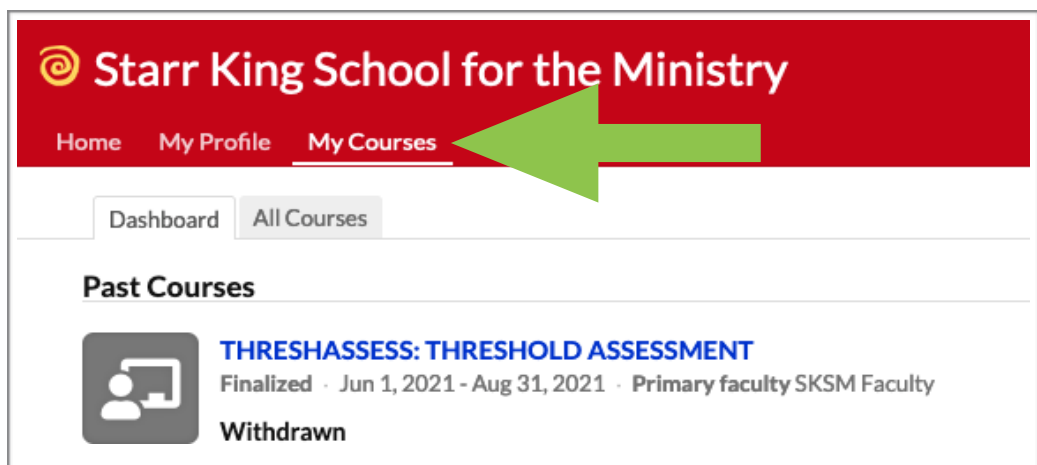 Starr King School for the Ministry
Home My Profile My Courses
Dashboard All Courses
Past Courses
THRESHASSESS: THRESHOLD ASSESSMENT
Finalized · Jun 1, 2021 - Aug 31, 2021 · Primary faculty SKSM Faculty
Withdrawn